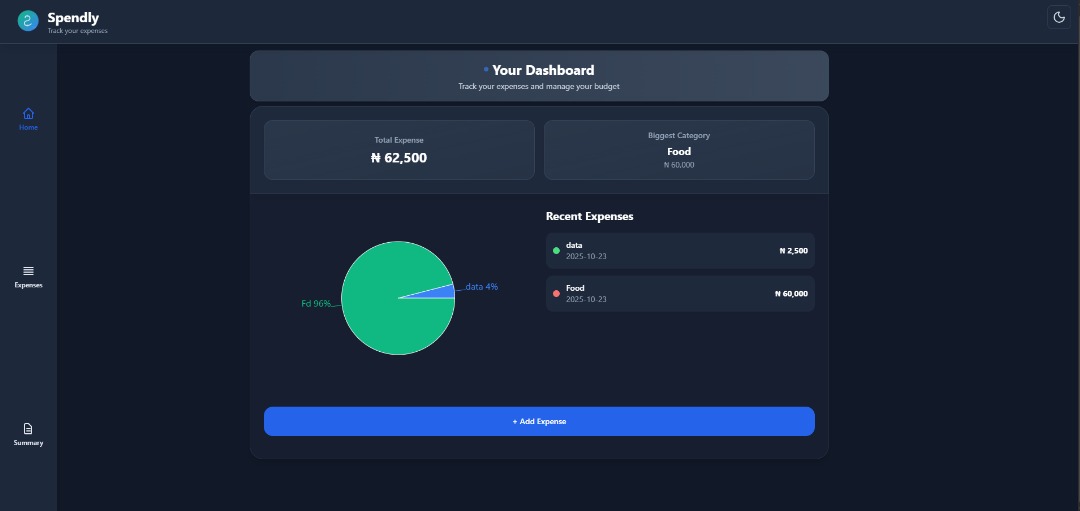 Spendly
Track your expenses
Home
Expenses
Summary
Your Dashboard
Track your expenses and manage your budget
Total Expense
₦ 62,500
Biggest Category
Food
₦ 60,000
Fd 96%
data 4%
Recent Expenses
data
2025-10-23
₦ 2,500
Food
2025-10-23
₦ 60,000
+ Add Expense